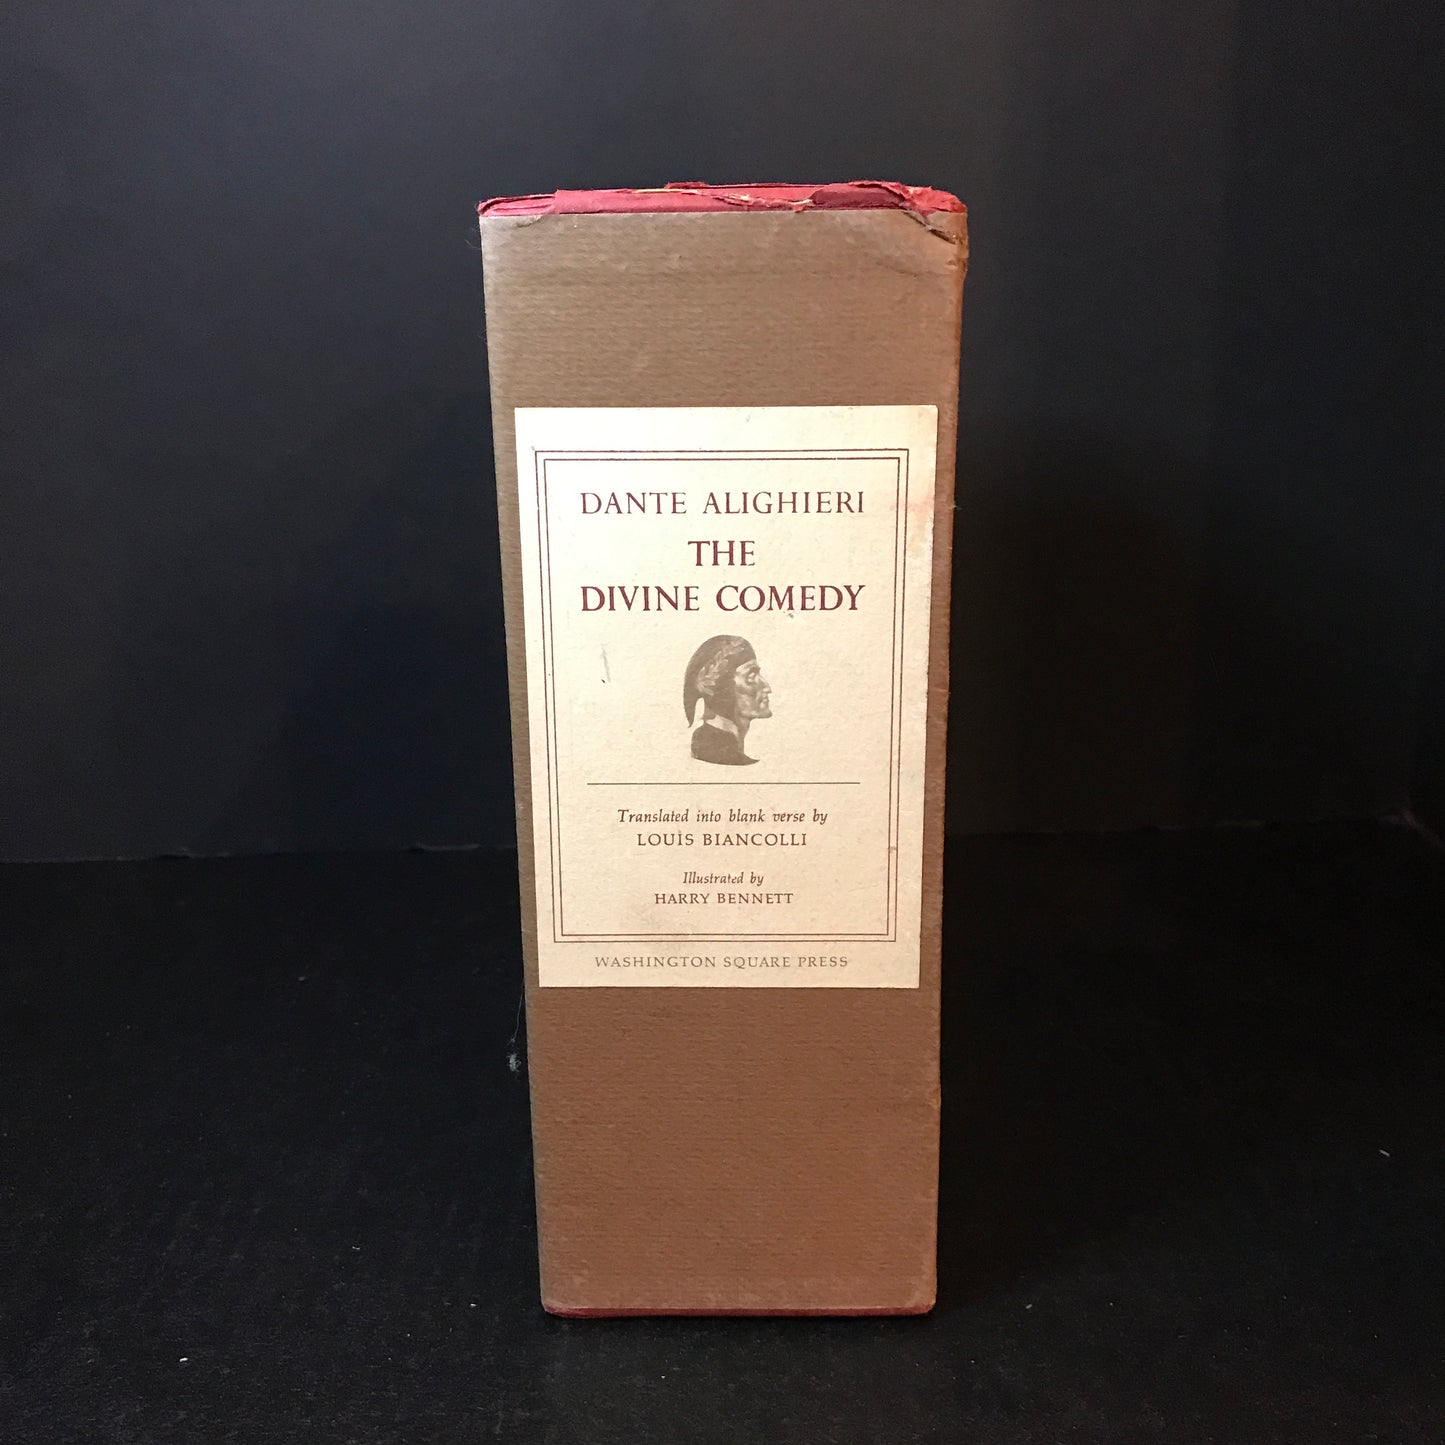 DANTE ALIGHIERI
THE
DIVINE COMEDY
Translated into blank verse by
LOUIS BIANCOLLI
Illustrated by
HARRY BENNETT
WASHINGTON SQUARE PRESS